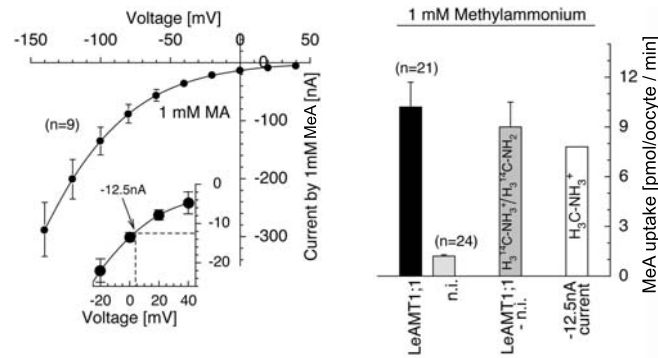 Voltage [mV]
-150 -100 -50 0 50
0
-100
-200
-300
Current by 1mM MeA [nA]
1 mM MA
(n=9)
-12.5nA
0
-10
-20
-20 0 20 40
Voltage [mV]
1 mM Methylammonium
(n=21)
(n=24)
H₃¹⁴C-NH₃⁺/H₃¹⁴C-NH₂
H₃C-NH₃⁺
12
9
6
3
0
MeA uptake [pmol/oocyte / min]
LeAMT1;1
n.i.
LeAMT1;1
- n.i.
-12.5nA
current